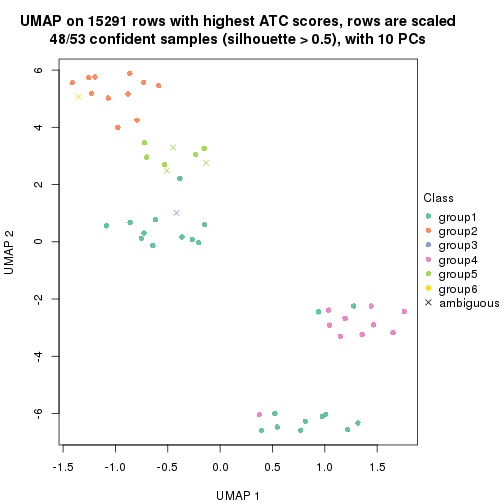 UMAP on 15291 rows with highest ATC scores, rows are scaled
48/53 confident samples (silhouette > 0.5), with 10 PCs
6
4
2
0
-2
-4
-6
UMAP 2
-1.5
-1.0
-0.5
0.0
0.5
1.0
1.5
UMAP 1
Class
group1
group2
group3
group4
group5
group6
ambiguous